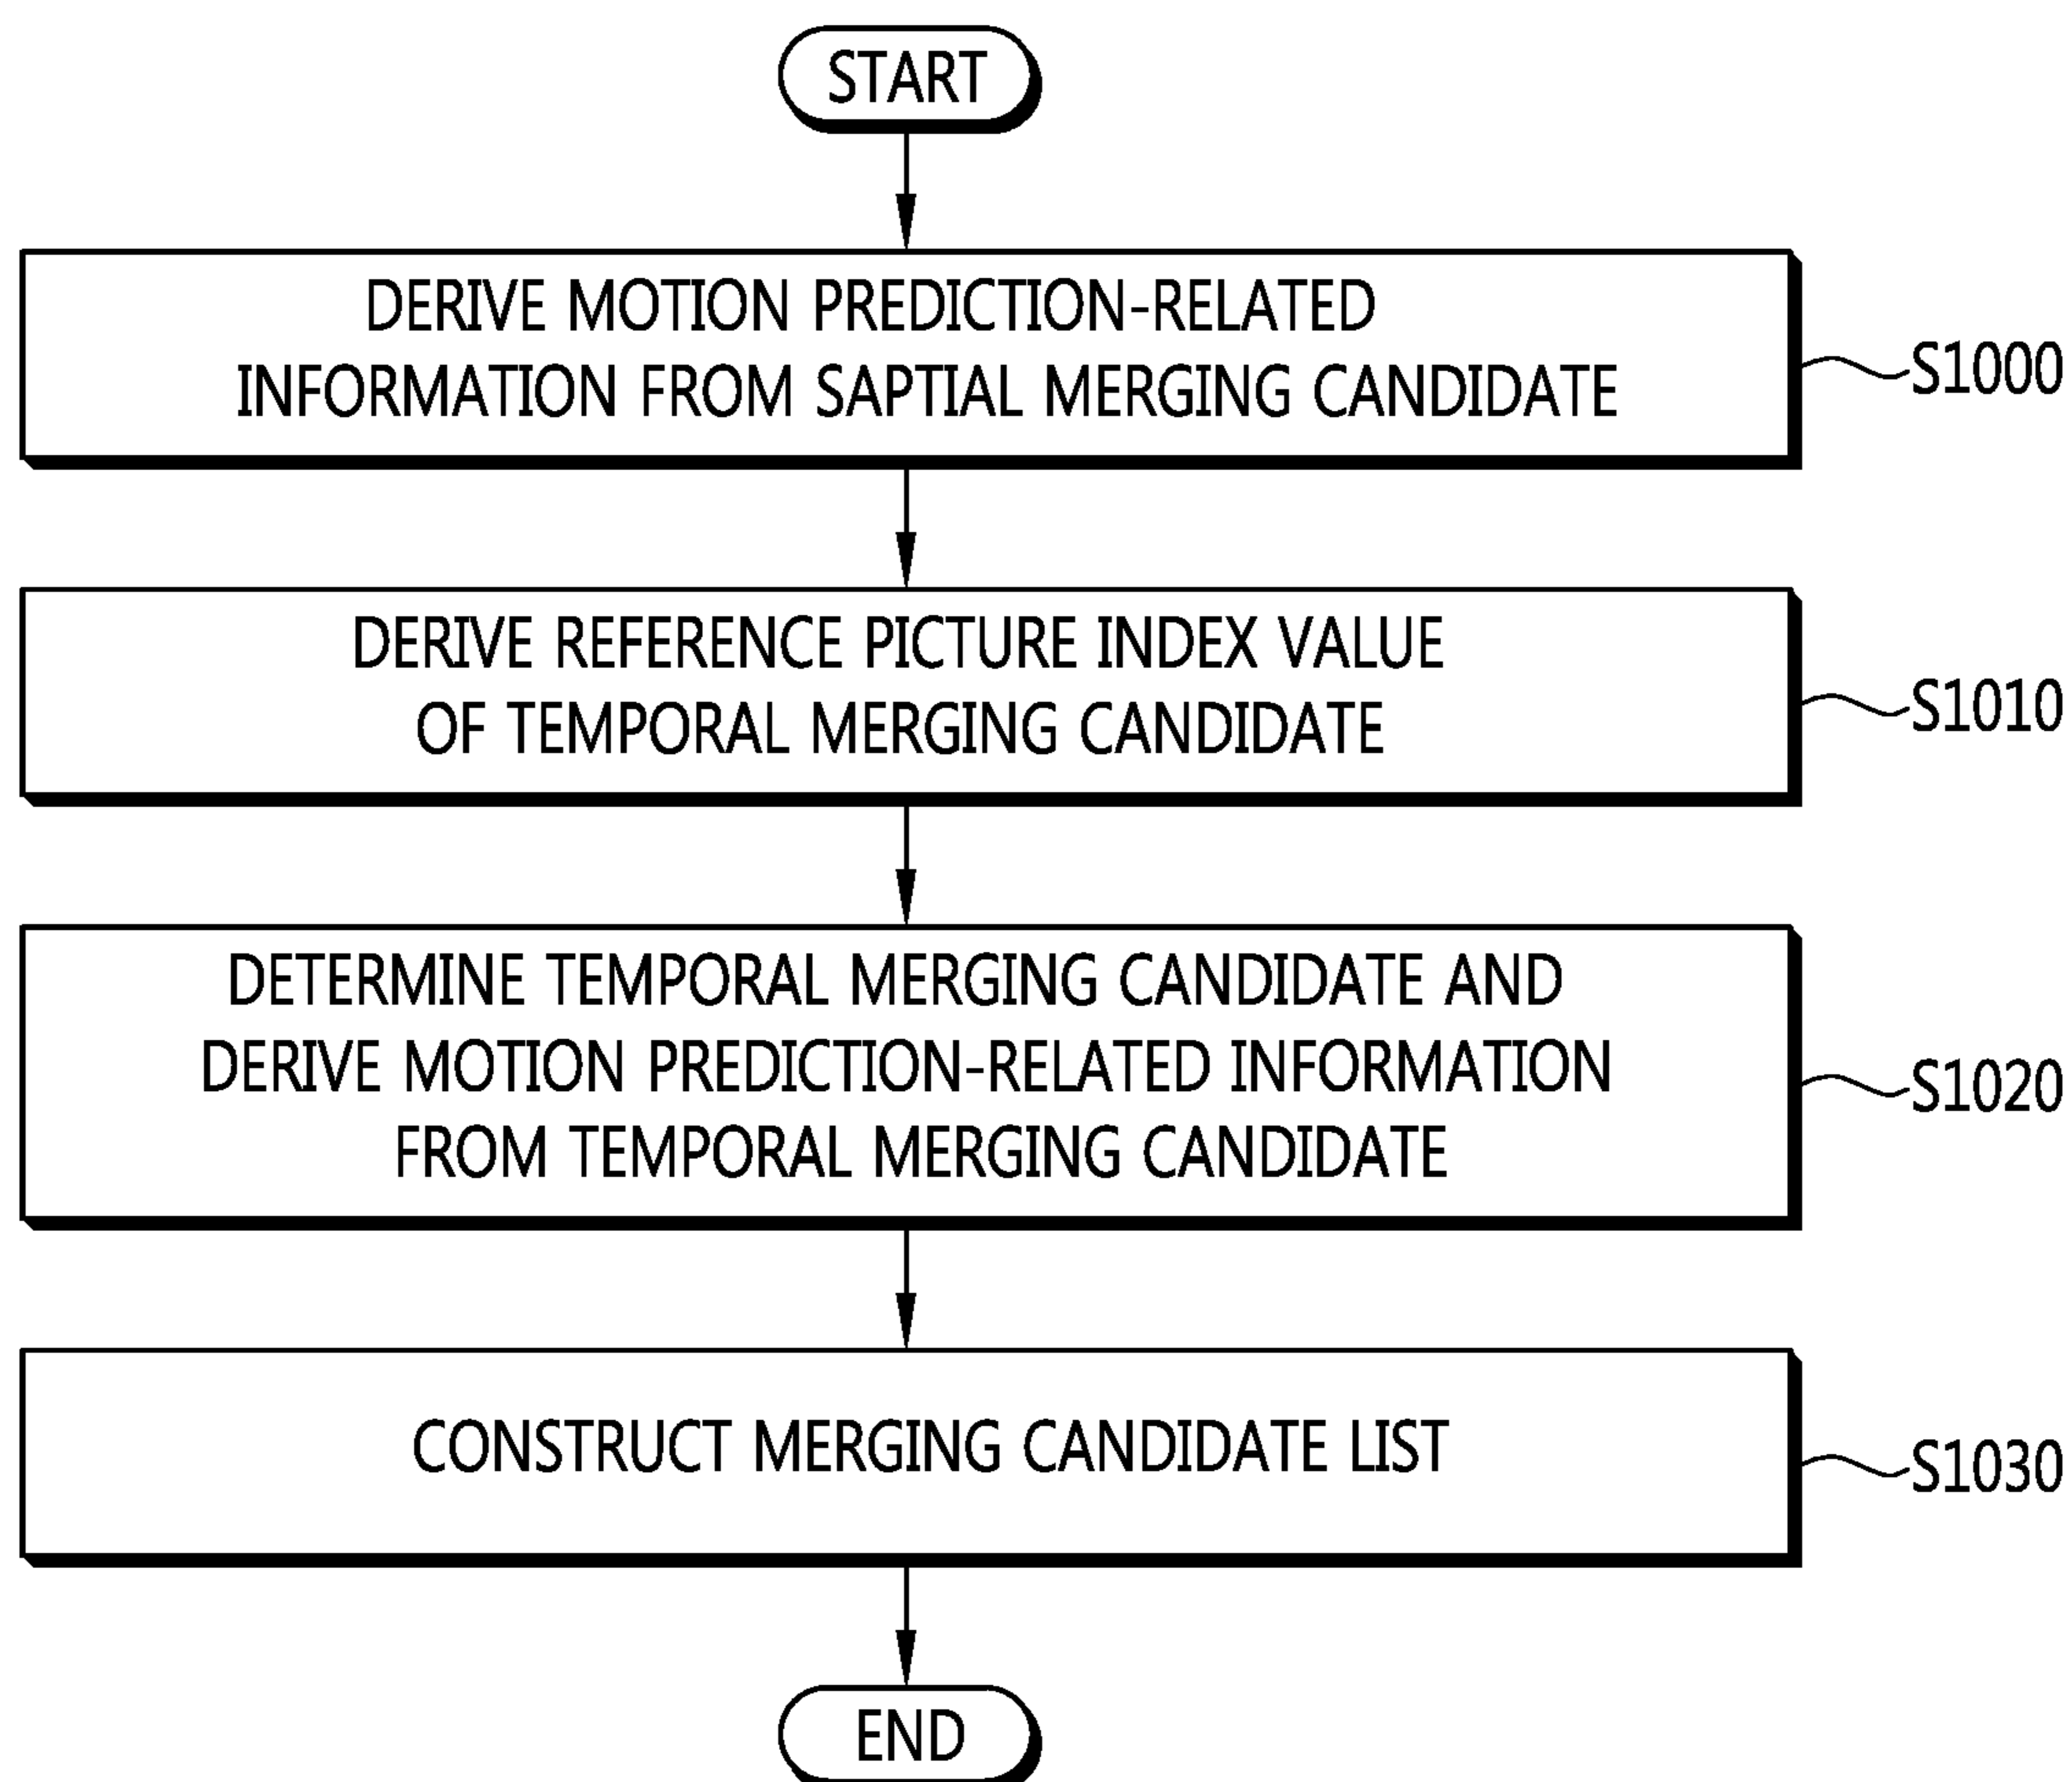 START
DERIVE MOTION PREDICTION-RELATED
INFORMATION FROM SAPTIAL MERGING CANDIDATE
S1000
DERIVE REFERENCE PICTURE INDEX VALUE
OF TEMPORAL MERGING CANDIDATE
S1010
DETERMINE TEMPORAL MERGING CANDIDATE AND
DERIVE MOTION PREDICTION-RELATED INFORMATION
FROM TEMPORAL MERGING CANDIDATE
S1020
CONSTRUCT MERGING CANDIDATE LIST
S1030
END